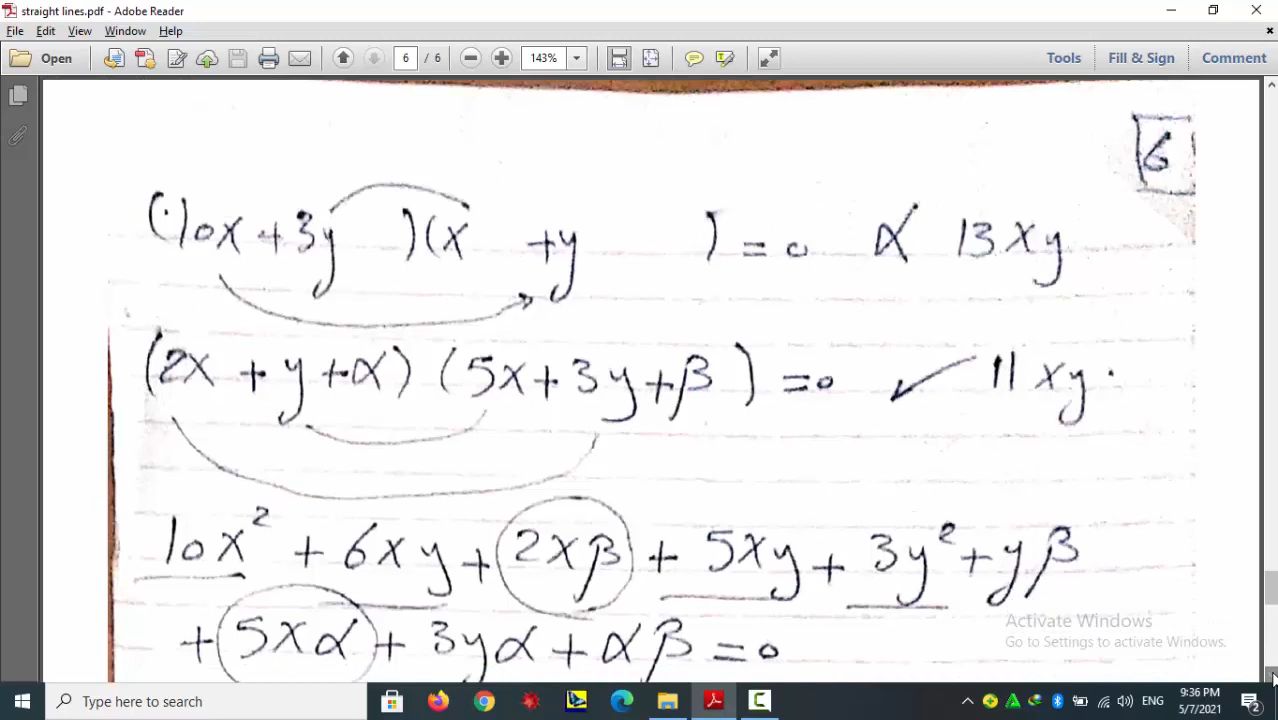 straight lines.pdf - Adobe Reader
File Edit View Window Help
Open 6 / 6 143% Tools Fill & Sign Comment
6
(10x+3y )(x +y ) = 0 ∝ 13xy
(2x + y + α) (5x+3y+β) = 0 ✓ 11xy.
10x² + 6xy + 2xβ + 5xy + 3y² + yβ
+ 5xα + 3yα + αβ = 0
Activate Windows
Go to Settings to activate Windows.
Type here to search
ENG
9:36 PM
5/7/2021
2